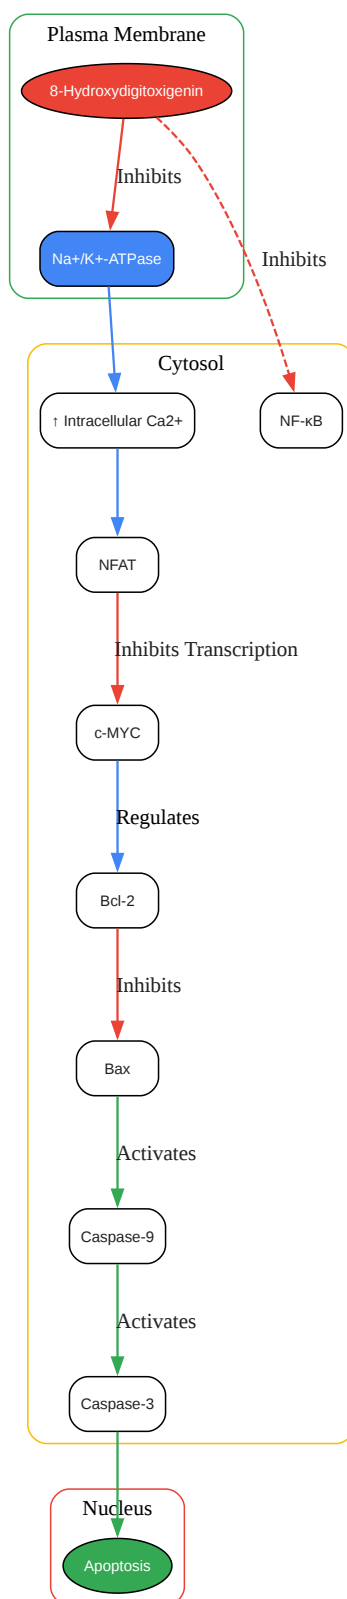 Plasma Membrane
8-Hydroxydigitoxigenin
Inhibits
Na+/K+-ATPase
Inhibits
Cytosol
↑ Intracellular Ca2+
NF-κB
NFAT
Inhibits Transcription
c-MYC
Regulates
Bcl-2
Inhibits
Bax
Activates
Caspase-9
Activates
Caspase-3
Nucleus
Apoptosis